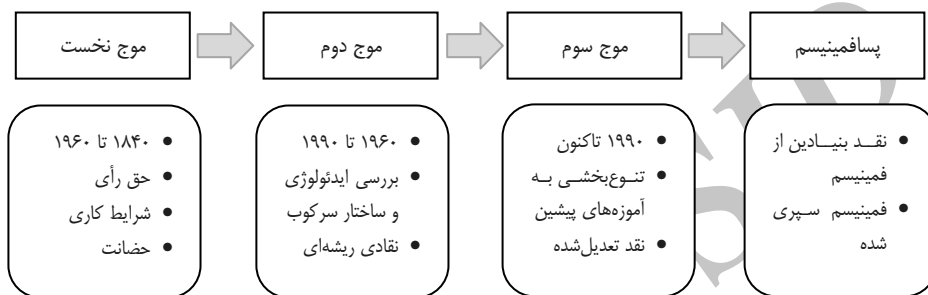 موج نخست
موج دوم
موج سوم
پسافمینیسم
• ۱۸۴۰ تا ۱۹۶۰
• حق رأی
• شرایط کاری
• حضانت
• ۱۹۶۰ تا ۱۹۹۰
• بررسی ایدئولوژی
و ساختار سرکوب
• نقادی ریشه‌ای
• ۱۹۹۰ تاکنون
• تنوع‌بخشی به
آموزه‌های پیشین
• نقد تعدیل‌شده
• نقد بنیادین از
فمینیسم
• فمینیسم سپری
شده